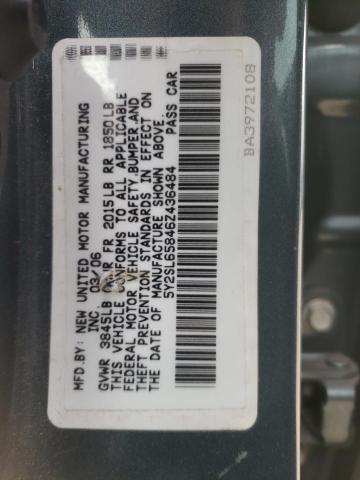 MFD.BY: NEW UNITED MOTOR MANUFACTURING
INC. 03/06
GVWR 3845LB FR 2015LB RR 1850LB
THIS VEHICLE CONFORMS TO ALL APPLICABLE
FEDERAL MOTOR VEHICLE SAFETY,BUMPER,AND
THEFT PREVENTION STANDARDS IN EFFECT ON
THE DATE OF MANUFACTURE SHOWN ABOVE.
5Y2SL65846Z436484 PASS CAR
BA3972108